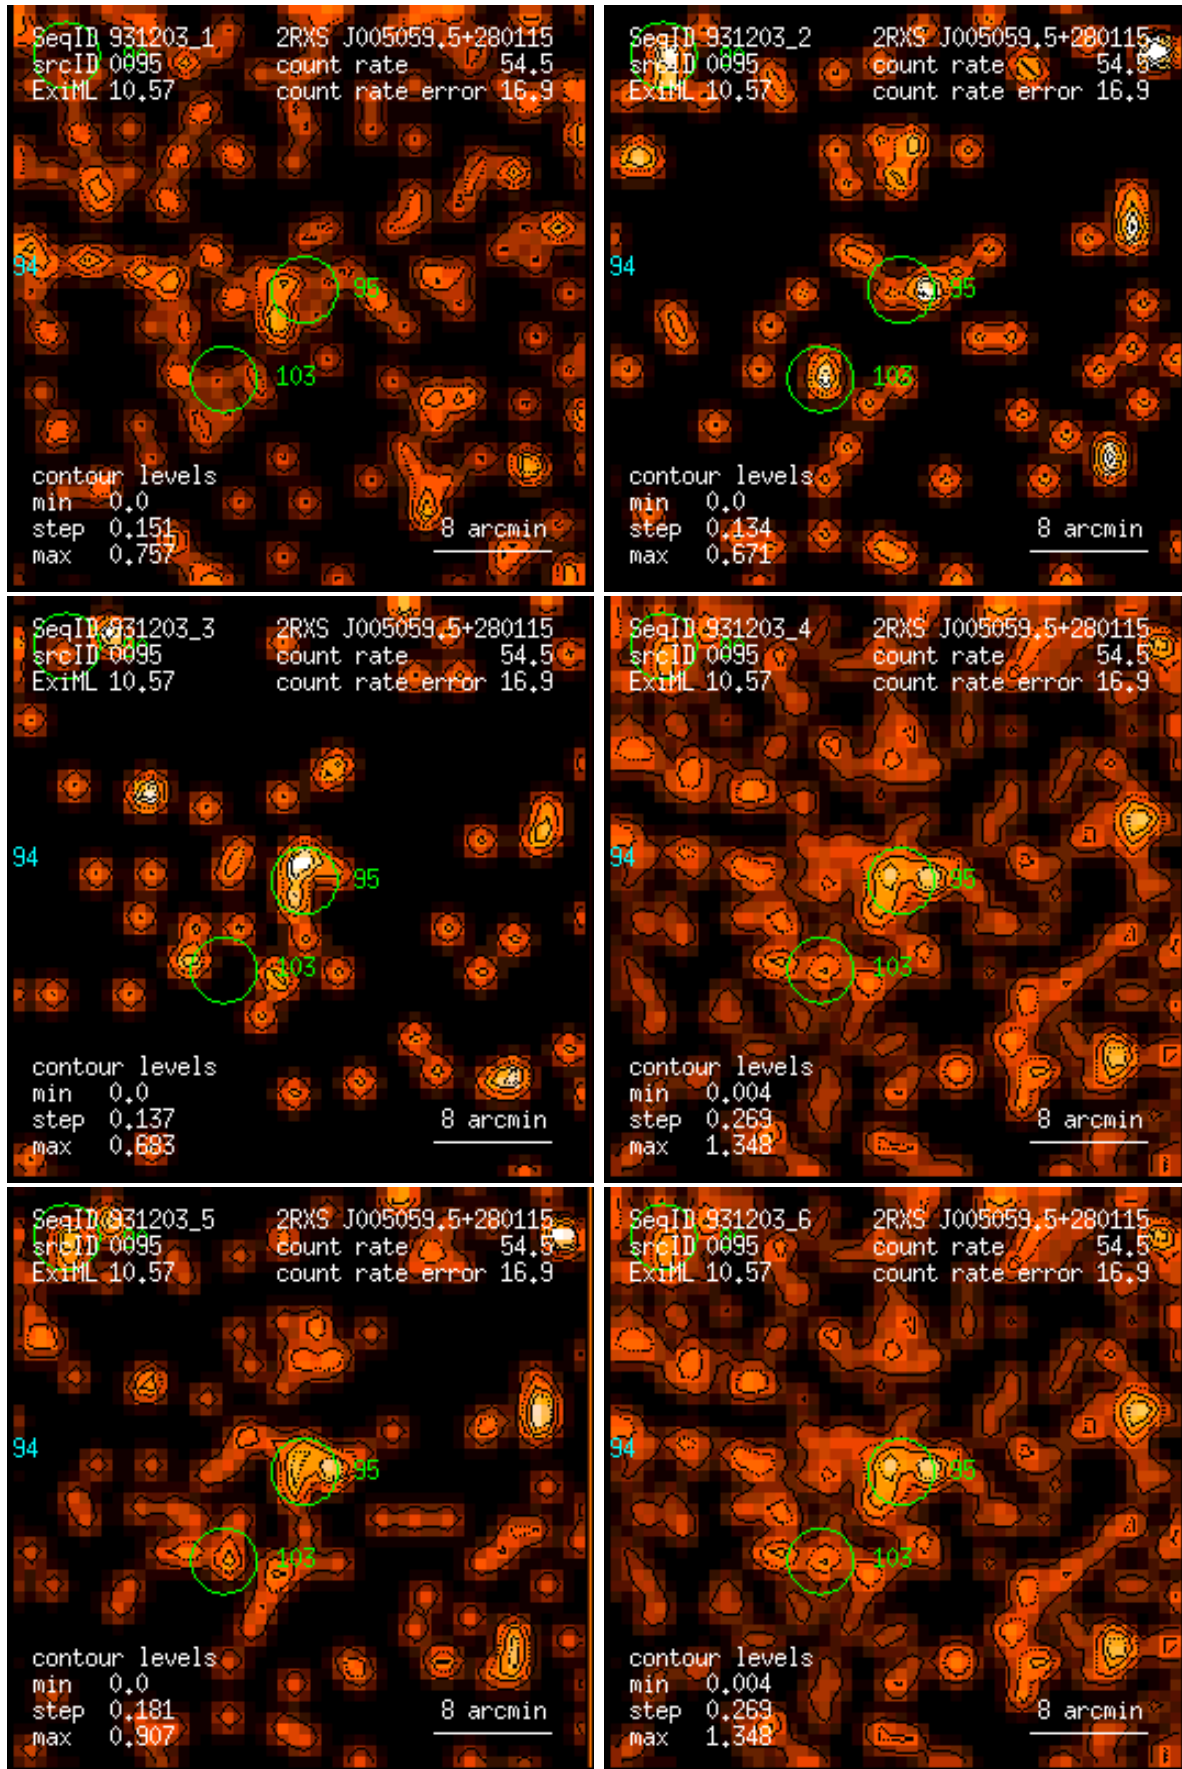 SeqID 931203_1 2RXS J005059.5+280115
srcID 0095 count rate 54.5
ExiML 10.57 count rate error 16.9
94
95
103
contour levels
min 0.0
step 0.151 8 arcmin
max 0.757
SeqID 931203_2 2RXS J005059.5+280115
srcID 0095 count rate 54.5
ExiML 10.57 count rate error 16.9
94
95
103
contour levels
min 0.0
step 0.134 8 arcmin
max 0.671
SeqID 931203_3 2RXS J005059.5+280115
srcID 0095 count rate 54.5
ExiML 10.57 count rate error 16.9
94
95
103
contour levels
min 0.0
step 0.137 8 arcmin
max 0.683
SeqID 931203_4 2RXS J005059.5+280115
srcID 0095 count rate 54.5
ExiML 10.57 count rate error 16.9
94
95
103
contour levels
min 0.004
step 0.269 8 arcmin
max 1.348
SeqID 931203_5 2RXS J005059.5+280115
srcID 0095 count rate 54.5
ExiML 10.57 count rate error 16.9
94
95
103
contour levels
min 0.0
step 0.181 8 arcmin
max 0.907
SeqID 931203_6 2RXS J005059.5+280115
srcID 0095 count rate 54.5
ExiML 10.57 count rate error 16.9
94
95
103
contour levels
min 0.004
step 0.269 8 arcmin
max 1.348